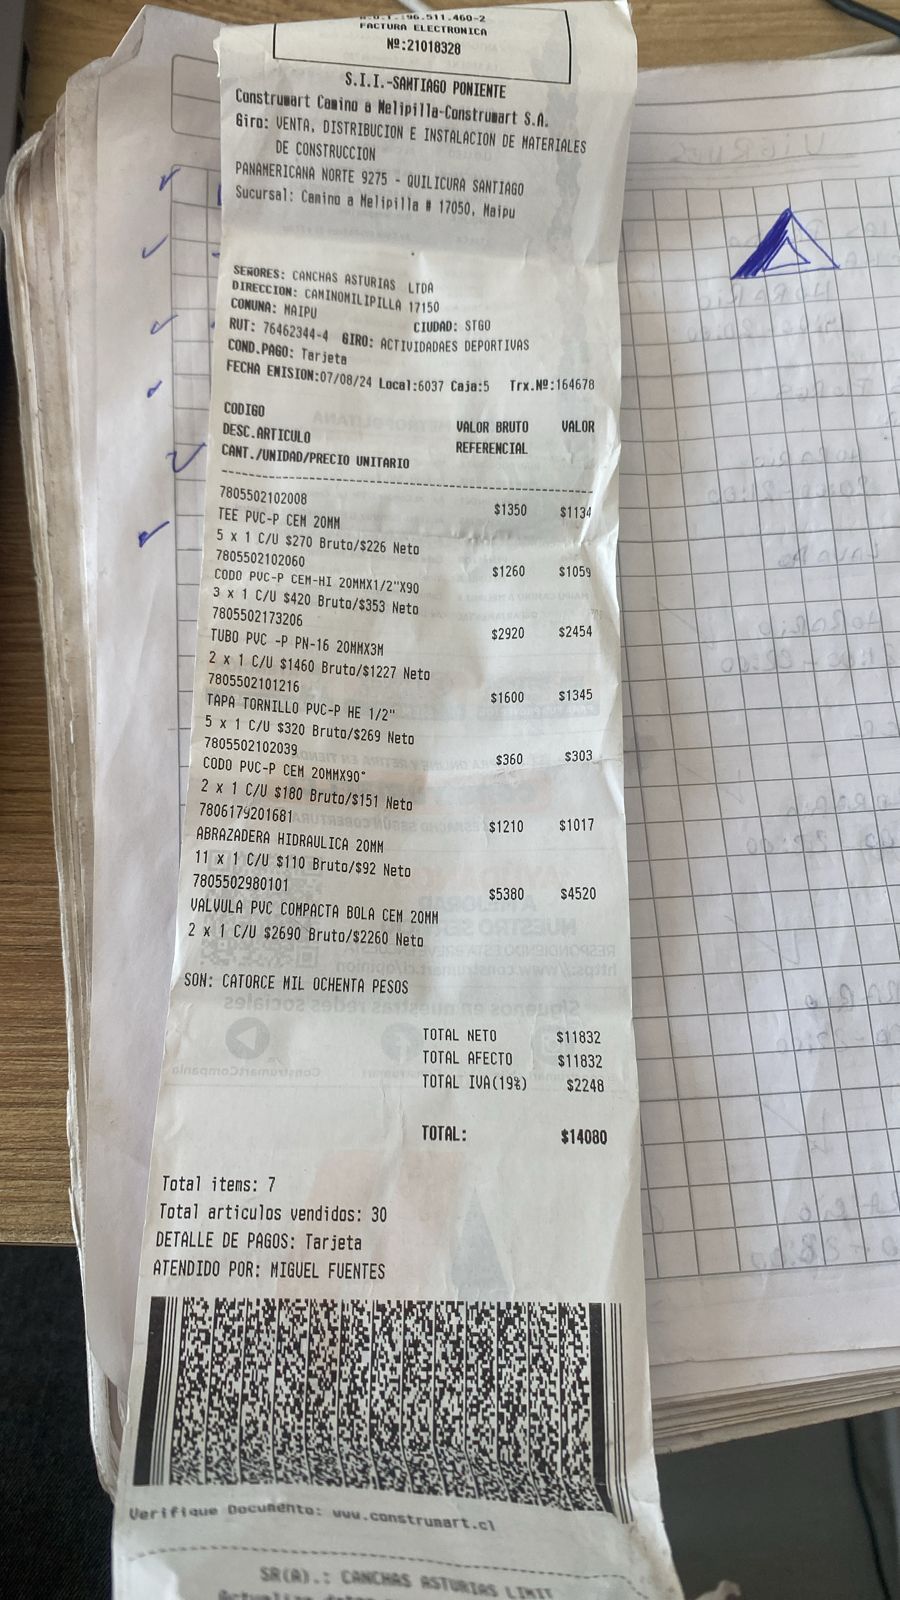 R.U.T.:96.511.460-2
FACTURA ELECTRONICA
Nº:21018328
S.I.I.-SANTIAGO PONIENTE
Construmart Camino a Melipilla-Construmart S.A.
Giro: VENTA, DISTRIBUCION E INSTALACION DE MATERIALES
DE CONSTRUCCION
PANAMERICANA NORTE 9275 - QUILICURA SANTIAGO
Sucursal: Camino a Melipilla # 17050, Maipu
SEÑORES: CANCHAS ASTURIAS LTDA
DIRECCION: CAMINOMILIPILLA 17150
COMUNA: MAIPU CIUDAD: STGO
RUT: 76462344-4 GIRO: ACTIVIDADAES DEPORTIVAS
COND.PAGO: Tarjeta
FECHA EMISION:07/08/24 Local:6037 Caja:5 Trx.Nº:164678
CODIGO
DESC.ARTICULO VALOR BRUTO VALOR
CANT./UNIDAD/PRECIO UNITARIO REFERENCIAL
7805502102008
TEE PVC-P CEM 20MM $1350 $1134
5 x 1 C/U $270 Bruto/$226 Neto
7805502102060
CODO PVC-P CEM-HI 20MMX1/2"X90 $1260 $1059
3 x 1 C/U $420 Bruto/$353 Neto
7805502173206
TUBO PVC -P PN-16 20MMX3M $2920 $2454
2 x 1 C/U $1460 Bruto/$1227 Neto
7805502101216
TAPA TORNILLO PVC-P HE 1/2" $1600 $1345
5 x 1 C/U $320 Bruto/$269 Neto
7805502102039
CODO PVC-P CEM 20MMX90° $360 $303
2 x 1 C/U $180 Bruto/$151 Neto
7806179201681
ABRAZADERA HIDRAULICA 20MM $1210 $1017
11 x 1 C/U $110 Bruto/$92 Neto
7805502980101
VALVULA PVC COMPACTA BOLA CEM 20MM $5380 $4520
2 x 1 C/U $2690 Bruto/$2260 Neto
SON: CATORCE MIL OCHENTA PESOS
TOTAL NETO $11832
TOTAL AFECTO $11832
TOTAL IVA(19%) $2248
TOTAL: $14080
Total items: 7
Total articulos vendidos: 30
DETALLE DE PAGOS: Tarjeta
ATENDIDO POR: MIGUEL FUENTES
Verifique Documento: www.construmart.cl
SR(A).: CANCHAS ASTURIAS LIMIT